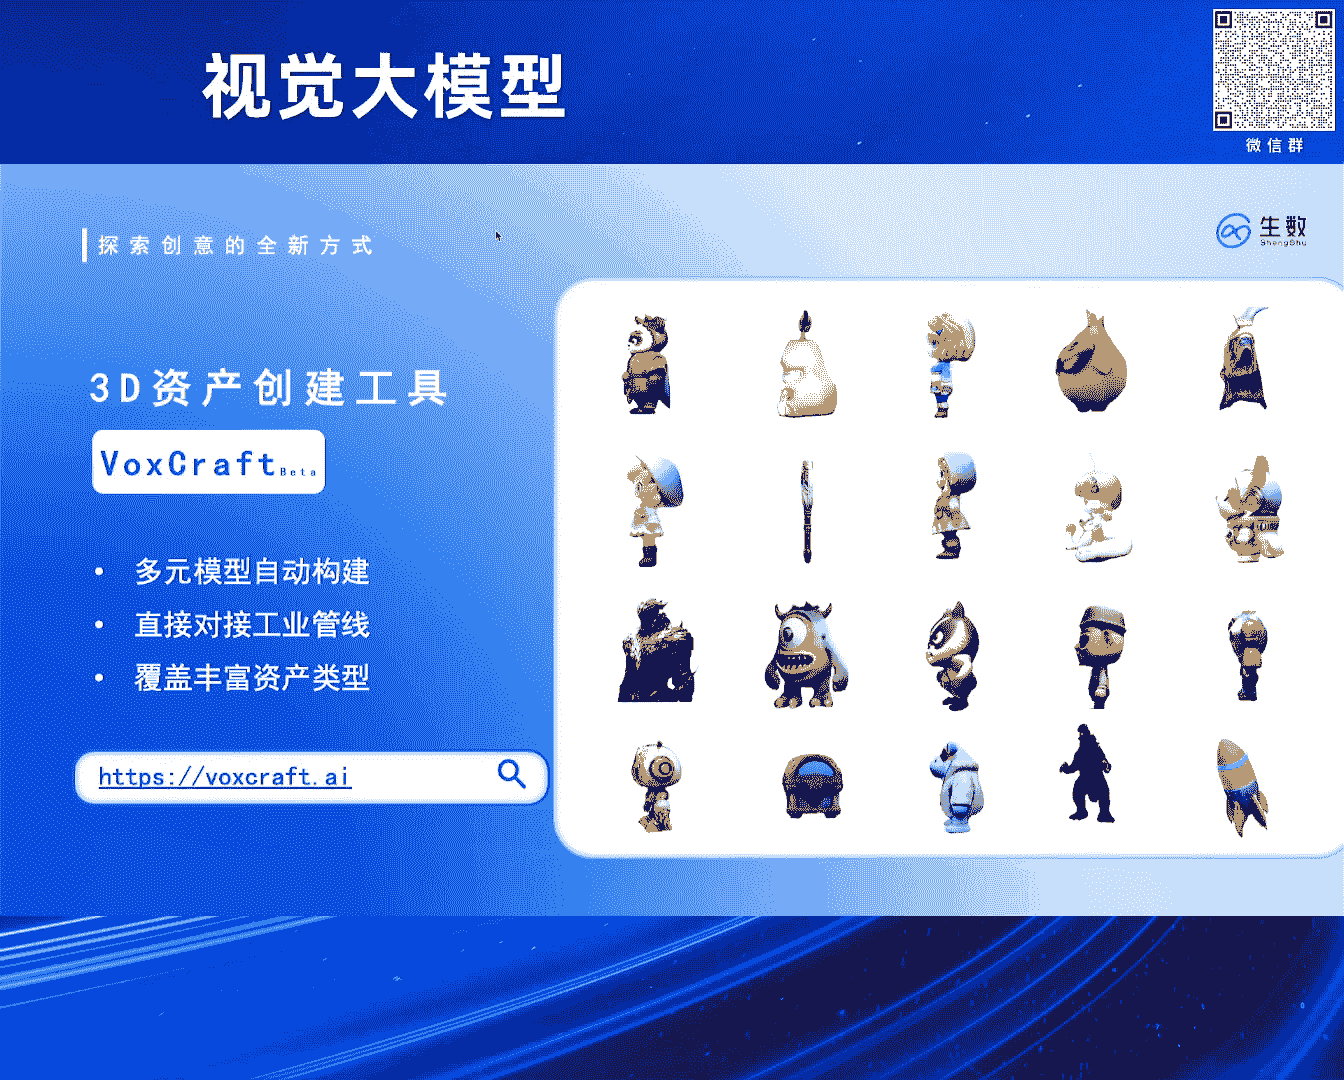 视觉大模型
微信群
探索创意的全新方式
生数
ShengShu
3D资产创建工具
VoxCraft Beta
• 多元模型自动构建
• 直接对接工业管线
• 覆盖丰富资产类型
https://voxcraft.ai